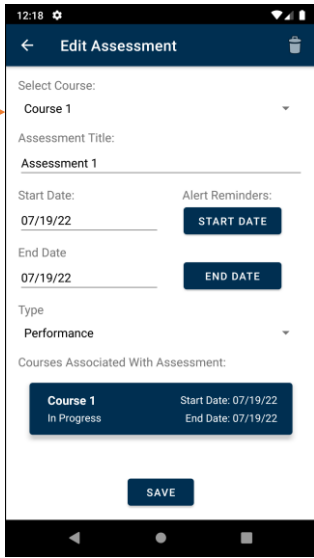 12:18
Edit Assessment
Select Course:
Course 1
Assessment Title:
Assessment 1
Start Date:
Alert Reminders:
07/19/22
START DATE
End Date
07/19/22
END DATE
Type
Performance
Courses Associated With Assessment:
Course 1
Start Date: 07/19/22
In Progress
End Date: 07/19/22
SAVE